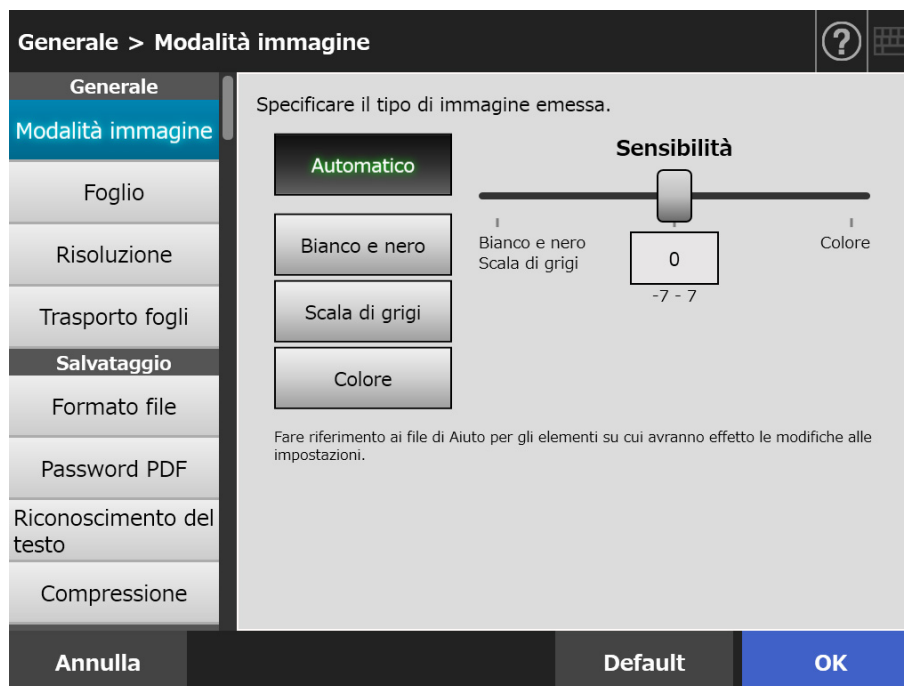 Generale > Modalità immagine
?
Generale
Modalità immagine
Foglio
Risoluzione
Trasporto fogli
Salvataggio
Formato file
Password PDF
Riconoscimento del
testo
Compressione
Specificare il tipo di immagine emessa.
Automatico
Bianco e nero
Scala di grigi
Colore
Sensibilità
Bianco e nero
Scala di grigi
Colore
0
-7 - 7
Fare riferimento ai file di Aiuto per gli elementi su cui avranno effetto le modifiche alle
impostazioni.
Annulla
Default
OK